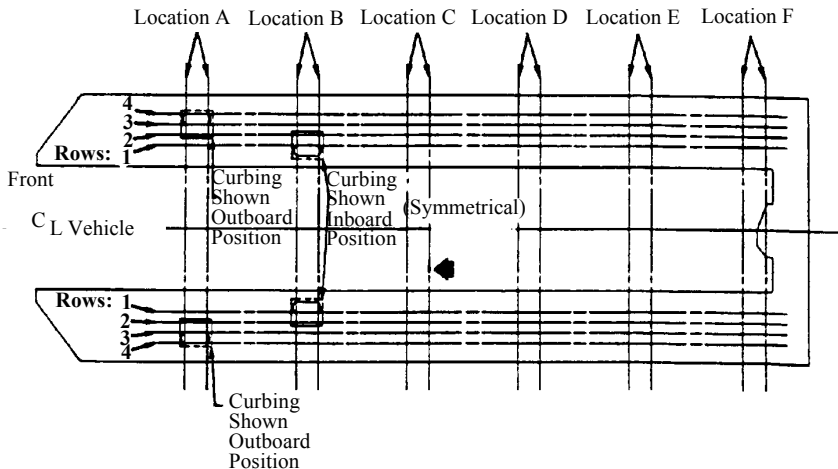 Location A Location B Location C Location D Location E Location F
4
3
2
Rows: 1
Front
Curbing
Shown
Outboard
Position
Curbing
Shown
Inboard
Position
(Symmetrical)
C L Vehicle
Rows: 1
2
3
4
Curbing
Shown
Outboard
Position